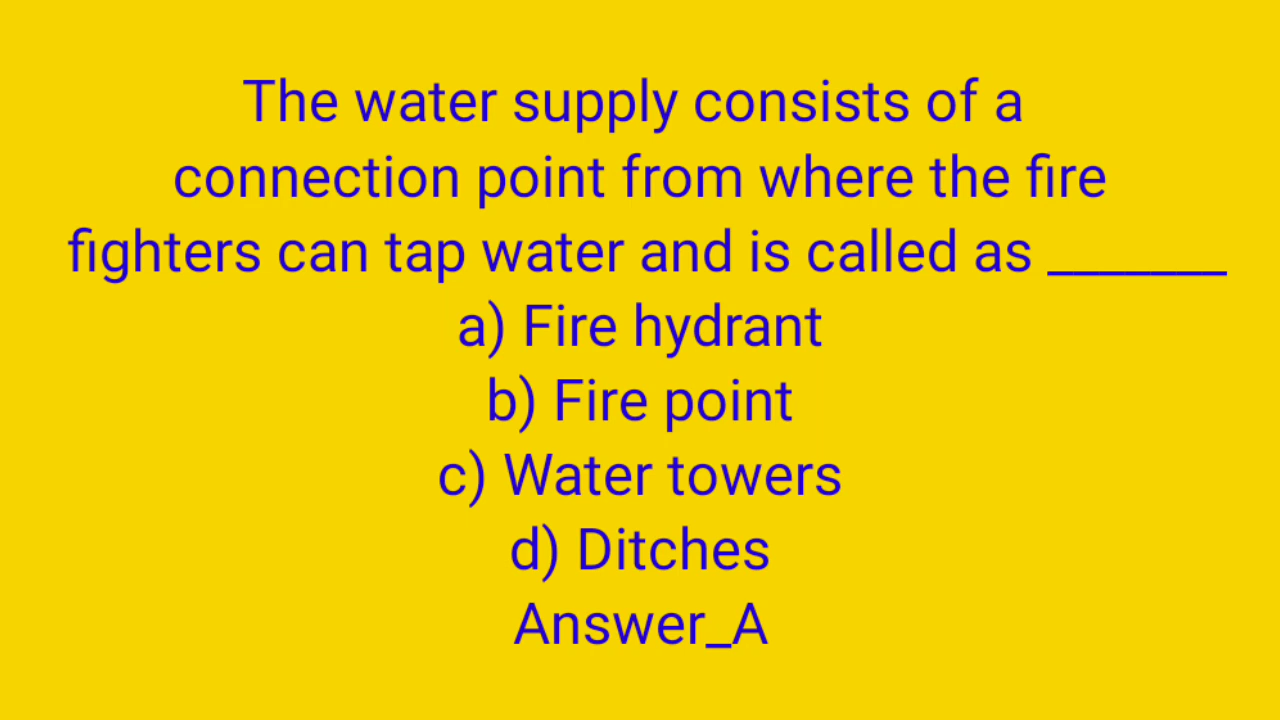 The water supply consists of a
connection point from where the fire
fighters can tap water and is called as _______
a) Fire hydrant
b) Fire point
c) Water towers
d) Ditches
Answer_A